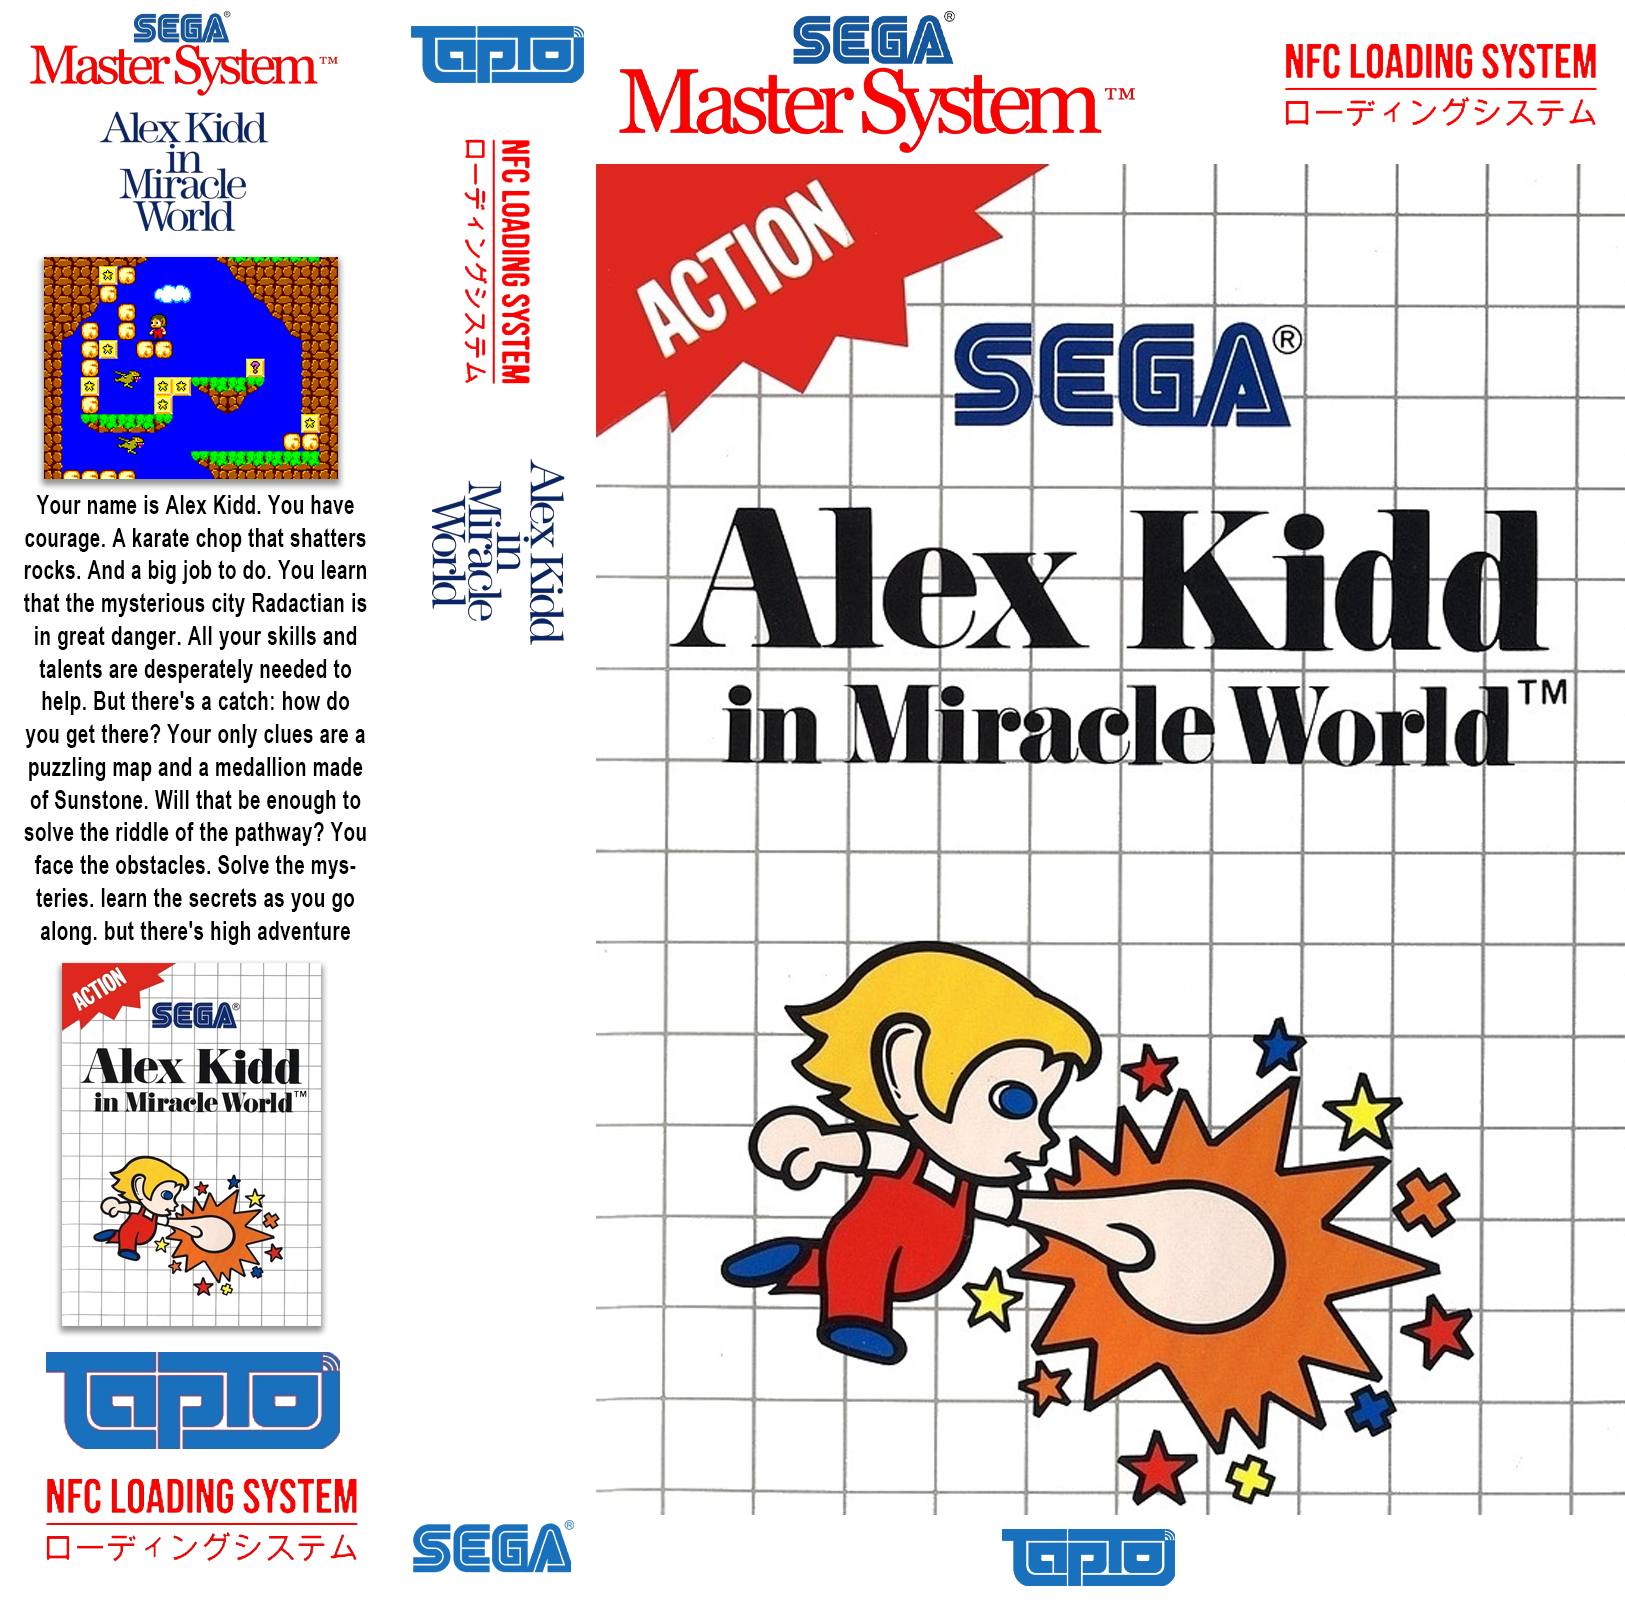 SEGA®
Master System™
Alex Kidd
in
Miracle
World
?
Your name is Alex Kidd. You have
courage. A karate chop that shatters
rocks. And a big job to do. You learn
that the mysterious city Radactian is
in great danger. All your skills and
talents are desperately needed to
help. But there's a catch: how do
you get there? Your only clues are a
puzzling map and a medallion made
of Sunstone. Will that be enough to
solve the riddle of the pathway? You
face the obstacles. Solve the mys-
teries. learn the secrets as you go
along. but there's high adventure
ACTION
SEGA®
Alex Kidd
in Miracle World™
TapTo
NFC LOADING SYSTEM
ローディングシステム
TapTo
NFC LOADING SYSTEM
ローディングシステム
Alex Kidd
in
Miracle
World
SEGA®
SEGA®
Master System™
NFC LOADING SYSTEM
ローディングシステム
ACTION
SEGA®
Alex Kidd
in Miracle World™
TapTo